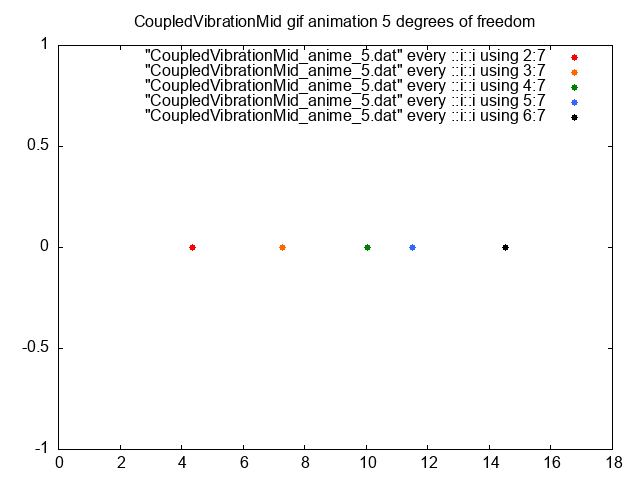 CoupledVibrationMid gif animation 5 degrees of freedom
1
"CoupledVibrationMid_anime_5.dat" every ::i::i using 2:7
"CoupledVibrationMid_anime_5.dat" every ::i::i using 3:7
"CoupledVibrationMid_anime_5.dat" every ::i::i using 4:7
"CoupledVibrationMid_anime_5.dat" every ::i::i using 5:7
"CoupledVibrationMid_anime_5.dat" every ::i::i using 6:7
0.5
0
-0.5
-1
0 2 4 6 8 10 12 14 16 18